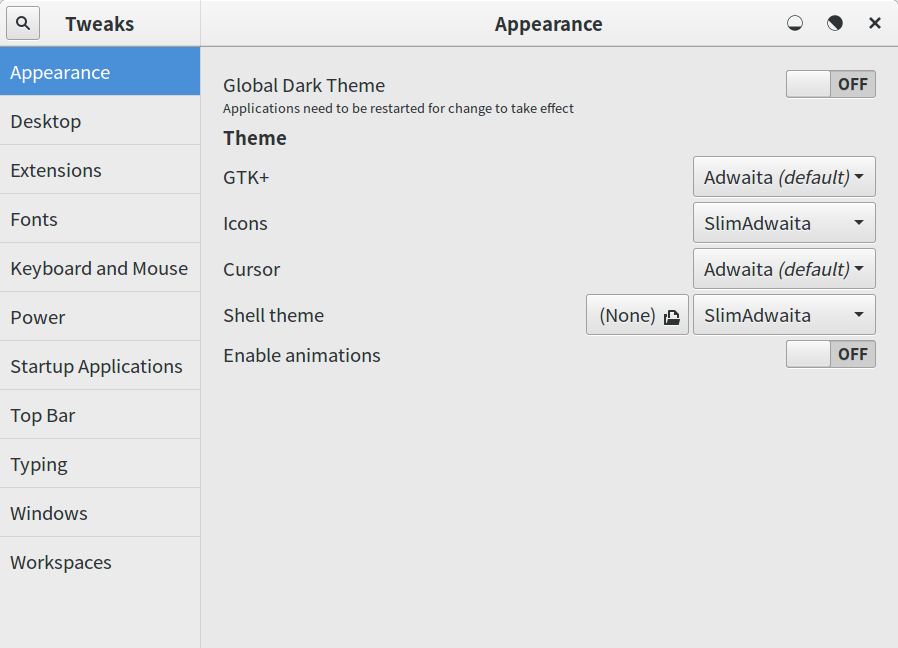 Tweaks
Appearance
Appearance
Desktop
Extensions
Fonts
Keyboard and Mouse
Power
Startup Applications
Top Bar
Typing
Windows
Workspaces
Global Dark Theme OFF
Applications need to be restarted for change to take effect
Theme
GTK+ Adwaita (default)
Icons SlimAdwaita
Cursor Adwaita (default)
Shell theme (None) SlimAdwaita
Enable animations OFF